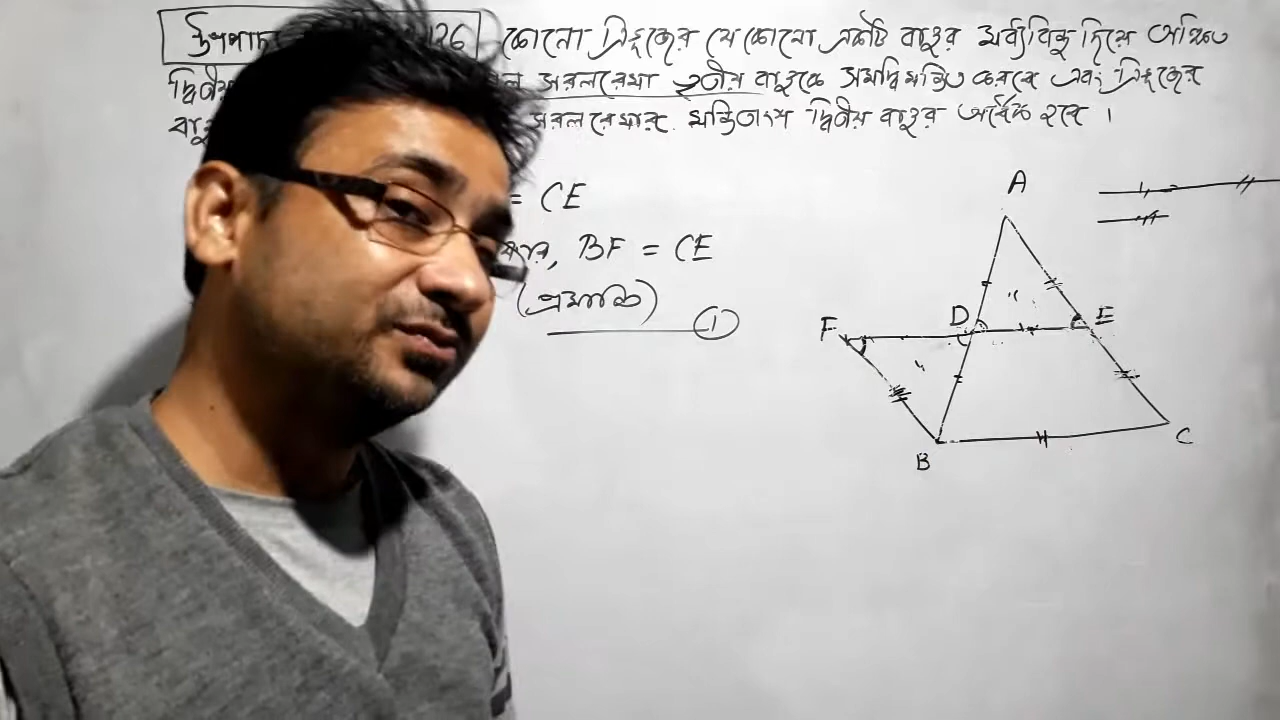 উপপাদ্য 26 কোনো ত্রিভুজের যে কোনো একটি বাহুর মধ্যবিন্দু দিয়ে অঙ্কিত
দ্বিতীয় সরলরেখা তৃতীয় বাহুকে সমদ্বিখণ্ডিত করবে এবং ত্রিভুজের
সরলরেখার খণ্ডিতাংশ দ্বিতীয় বাহুর অর্ধেক হবে ।
= CE
BF = CE
(প্রমাণিত)
1
A
D
E
F
B
C